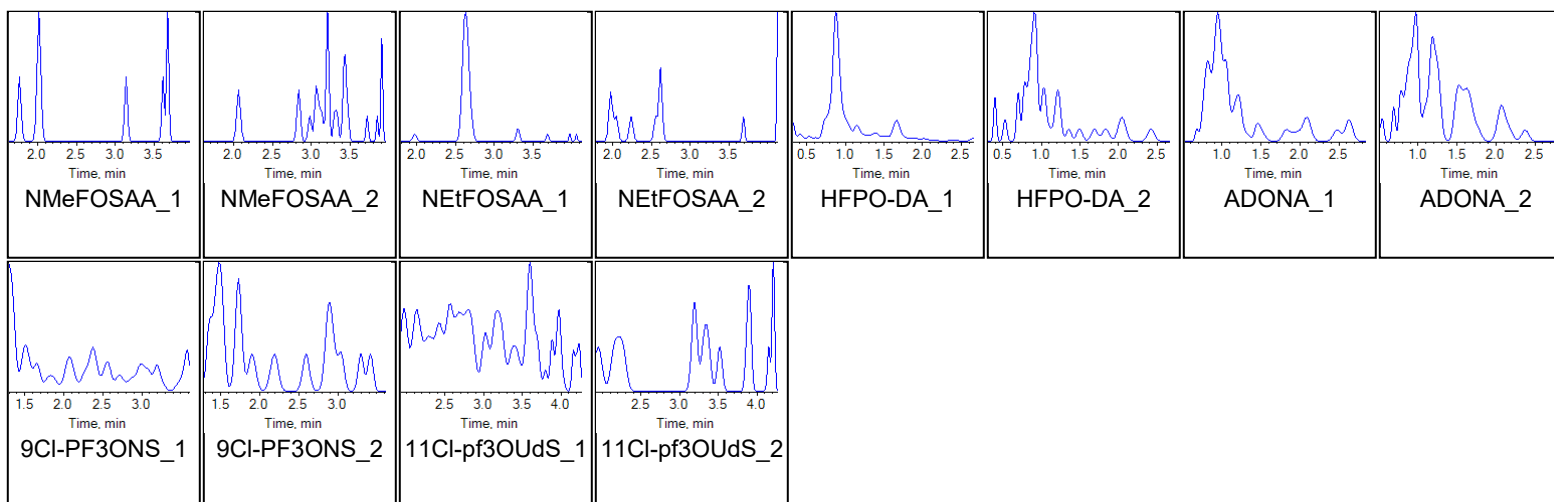 2.0 2.5 3.0 3.5
Time, min
NMeFOSAA_1
2.0 2.5 3.0 3.5
Time, min
NMeFOSAA_2
2.0 2.5 3.0 3.5
Time, min
NEtFOSAA_1
2.0 2.5 3.0 3.5
Time, min
NEtFOSAA_2
0.5 1.0 1.5 2.0 2.5
Time, min
HFPO-DA_1
0.5 1.0 1.5 2.0 2.5
Time, min
HFPO-DA_2
1.0 1.5 2.0 2.5
Time, min
ADONA_1
1.0 1.5 2.0 2.5
Time, min
ADONA_2
1.5 2.0 2.5 3.0
Time, min
9Cl-PF3ONS_1
1.5 2.0 2.5 3.0
Time, min
9Cl-PF3ONS_2
2.5 3.0 3.5 4.0
Time, min
11Cl-pf3OUdS_1
2.5 3.0 3.5 4.0
Time, min
11Cl-pf3OUdS_2